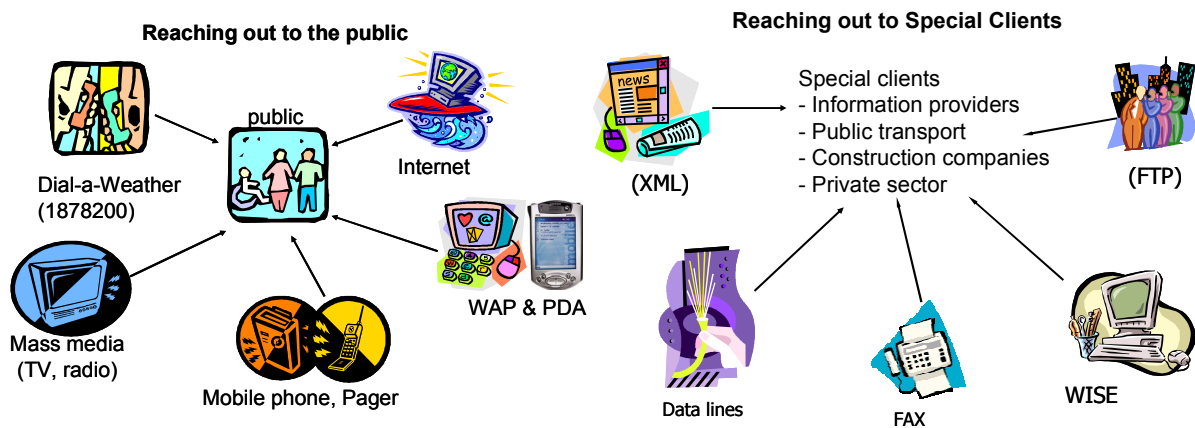 Reaching out to the public
public
Dial-a-Weather
(1878200)
Internet
WAP & PDA
Mass media
(TV, radio)
Mobile phone, Pager
Reaching out to Special Clients
news
(XML)
Special clients
- Information providers
- Public transport
- Construction companies
- Private sector
(FTP)
Data lines
FAX
WISE